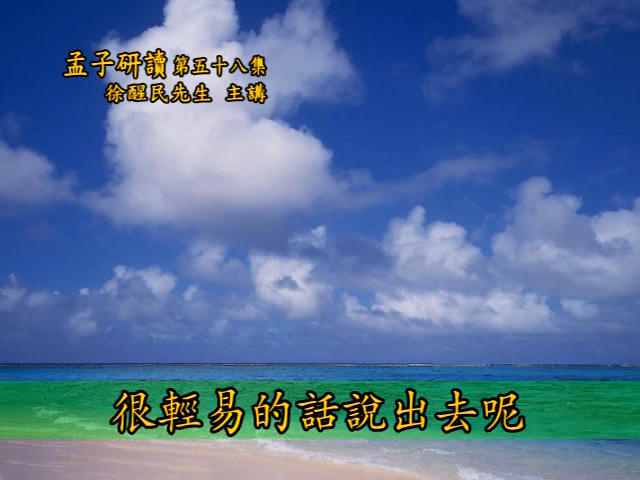 孟子研讀 第五十八集
徐醒民先生 主講
很輕易的話說出去呢